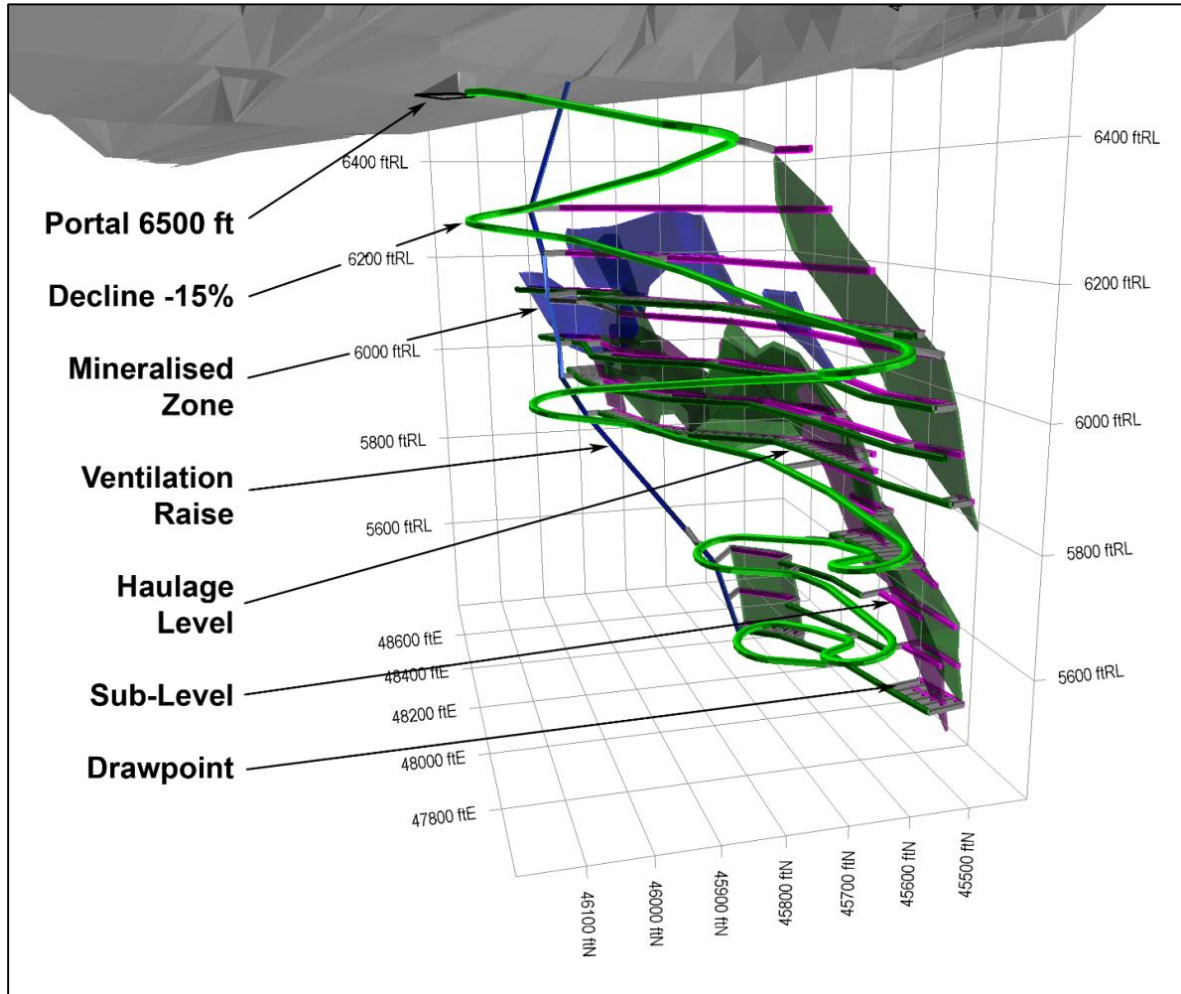 Portal 6500 ft
Decline -15%
Mineralised
Zone
Ventilation
Raise
Haulage
Level
Sub-Level
Drawpoint
6400 ftRL
6200 ftRL
6000 ftRL
5800 ftRL
5600 ftRL
6400 ftRL
6200 ftRL
6000 ftRL
5800 ftRL
5600 ftRL
48600 ftE
48400 ftE
48200 ftE
48000 ftE
47800 ftE
46100 ftN
46000 ftN
45900 ftN
45800 ftN
45700 ftN
45600 ftN
45500 ftN